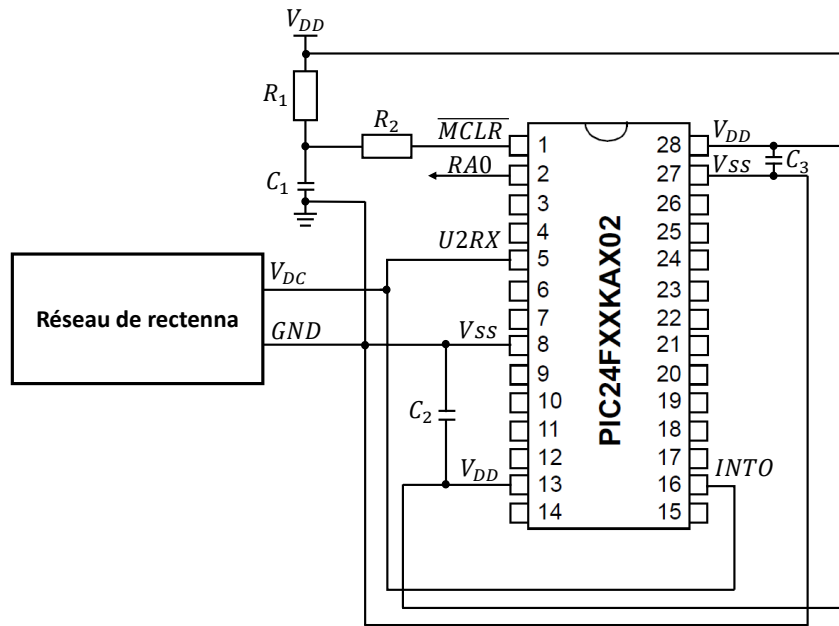 V_DD
R_1
R_2
MCLR
1
28
V_DD
C_1
RA0
2
27
Vss
C_3
3
26
4
25
U2RX
5
24
V_DC
6
23
Réseau de rectenna
7
22
GND
Vss
8
21
9
20
C_2
10
19
11
18
12
17
V_DD
13
16
INTO
14
15
PIC24FXXKAX02